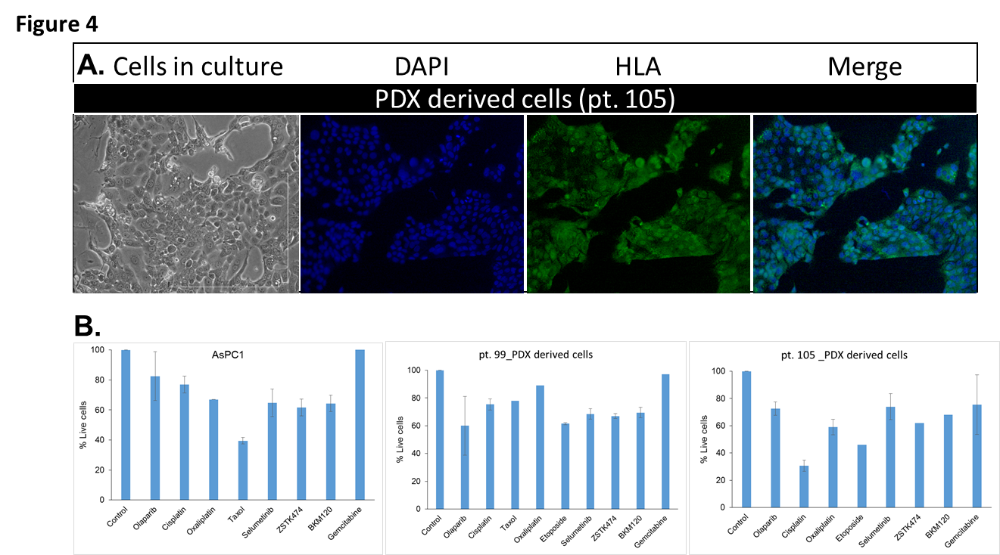 Figure 4
A. Cells in culture DAPI HLA Merge
PDX derived cells (pt. 105)
B.
AsPC1
% Live cells
100
80
60
40
20
0
Control Olaparib Cisplatin Oxaliplatin Taxol Selumetinib ZSTK474 BKM120 Gemcitabine
pt. 99_PDX derived cells
% Live cells
100
80
60
40
20
0
Control Olaparib Cisplatin Taxol Oxaliplatin Etoposide Selumetinib ZSTK474 BKM120 Gemcitabine
pt. 105 _PDX derived cells
% Live cells
100
80
60
40
20
0
Control Olaparib Cisplatin Oxaliplatin Etoposide Selumetinib ZSTK474 BKM120 Gemcitabine